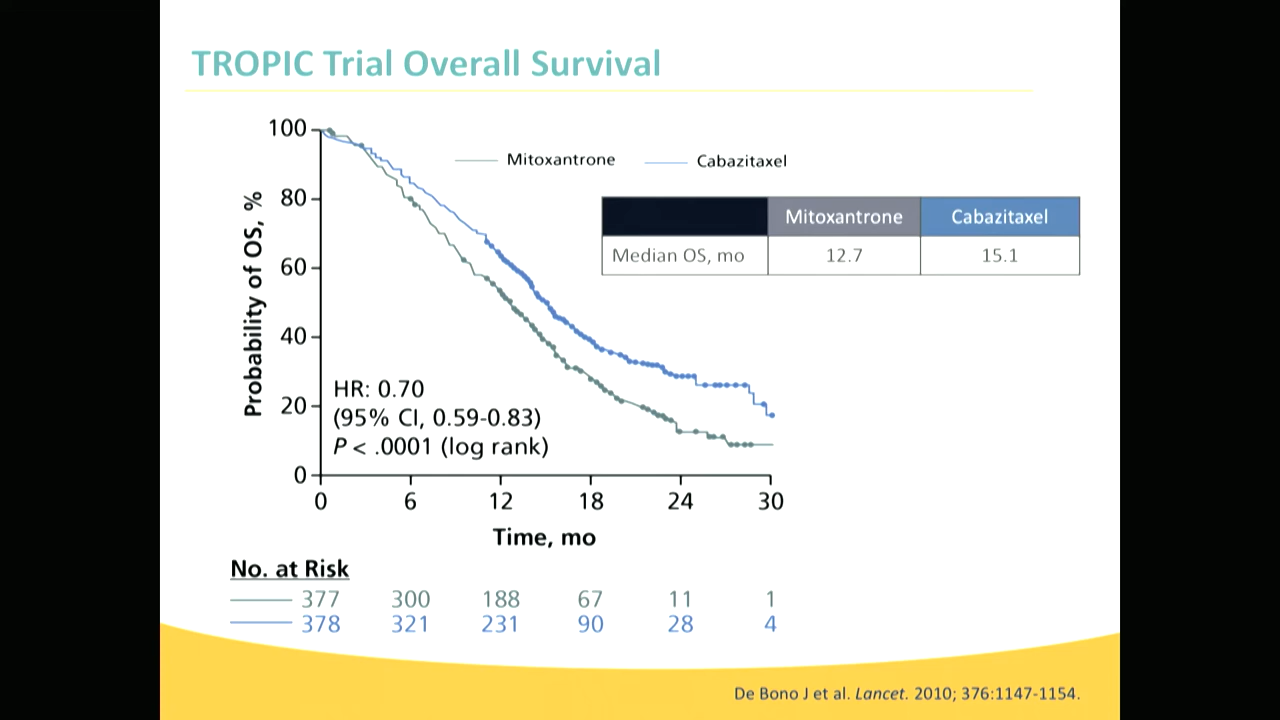 TROPIC Trial Overall Survival
100
80
60
40
20
0
Probability of OS, %
Mitoxantrone
Cabazitaxel
Mitoxantrone Cabazitaxel
Median OS, mo 12.7 15.1
HR: 0.70
(95% CI, 0.59-0.83)
P < .0001 (log rank)
0 6 12 18 24 30
Time, mo
No. at Risk
377 300 188 67 11 1
378 321 231 90 28 4
De Bono J et al. Lancet. 2010; 376:1147-1154.